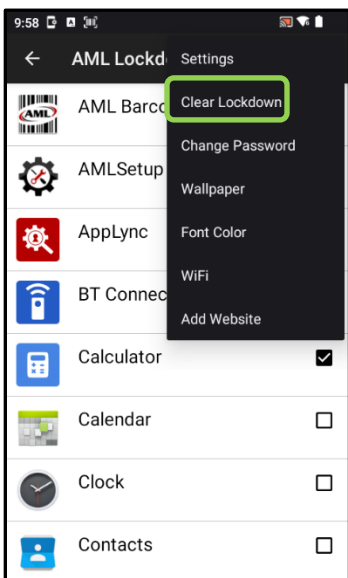 9:58
AML Lockd
Settings
Clear Lockdown
Change Password
Wallpaper
Font Color
WiFi
Add Website
AML
AML Barco
AMLSetup
AppLync
BT Connec
Calculator
Calendar
Clock
Contacts